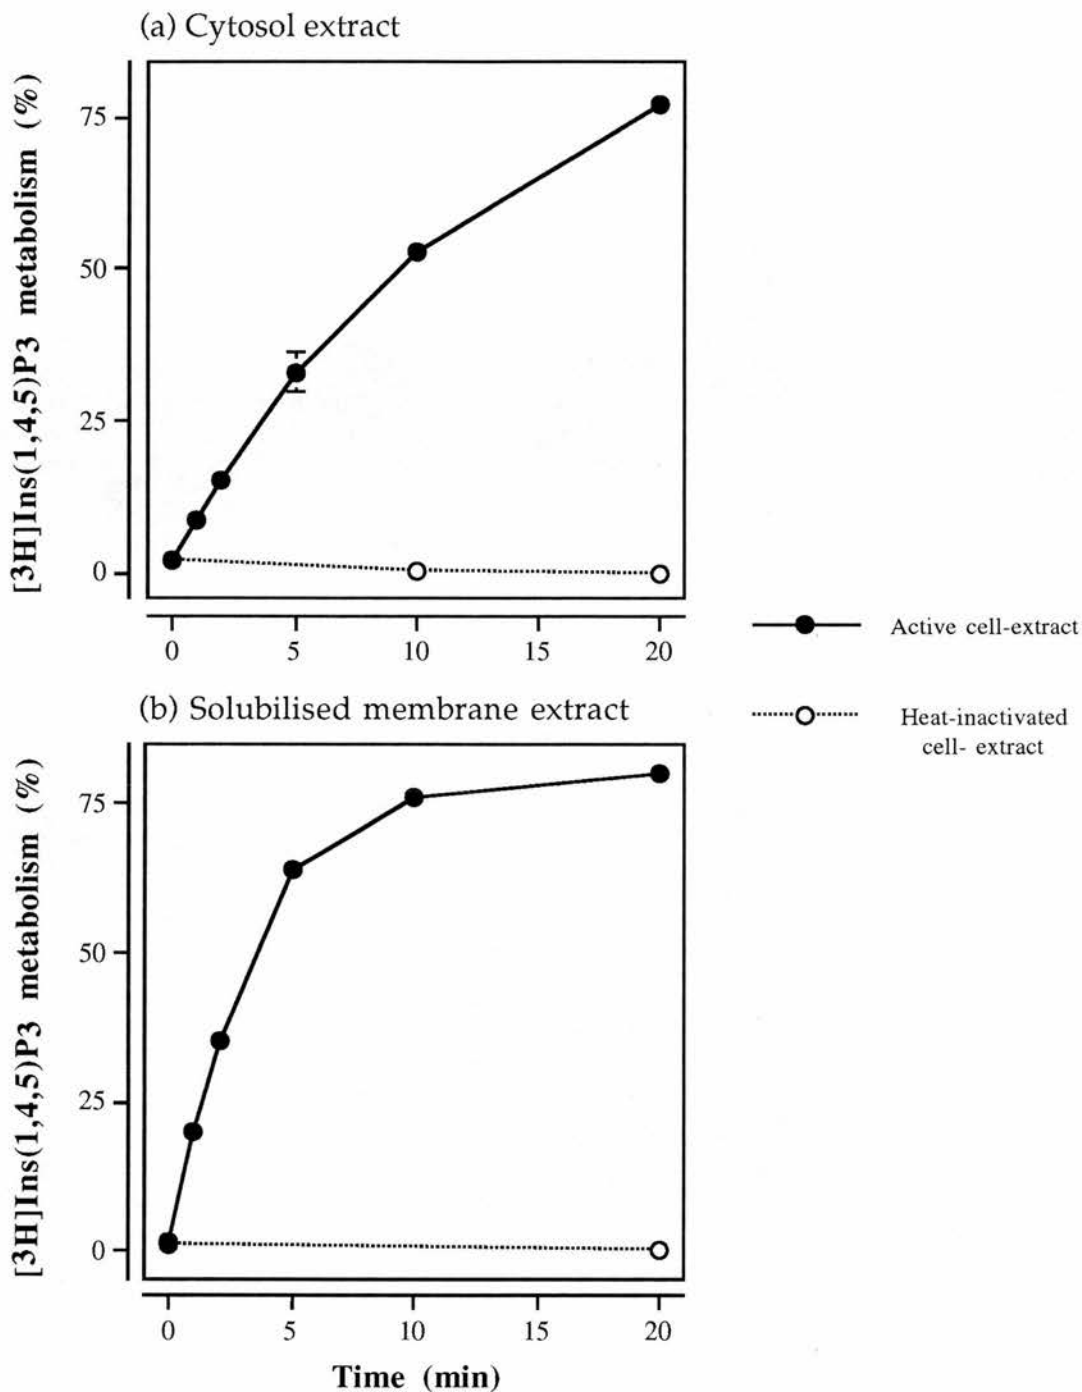 (a) Cytosol extract
[3H]Ins(1,4,5)P3 metabolism (%)
75
50
25
0
0 5 10 15 20
Active cell-extract
Heat-inactivated
cell- extract
(b) Solubilised membrane extract
[3H]Ins(1,4,5)P3 metabolism (%)
75
50
25
0
0 5 10 15 20
Time (min)